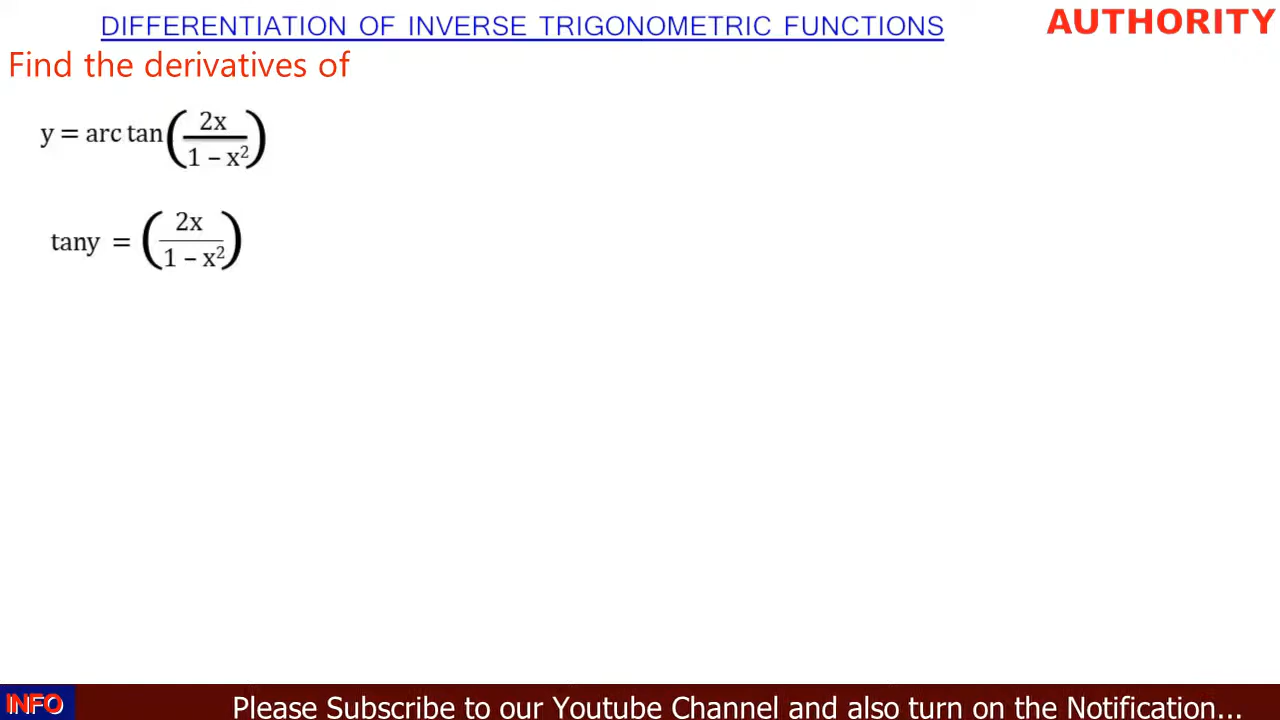 DIFFERENTIATION OF INVERSE TRIGONOMETRIC FUNCTIONS
AUTHORITY
Find the derivatives of
y = arc tan(2x / 1 − x²)
tany = (2x / 1 − x²)
INFO
Please Subscribe to our Youtube Channel and also turn on the Notification...